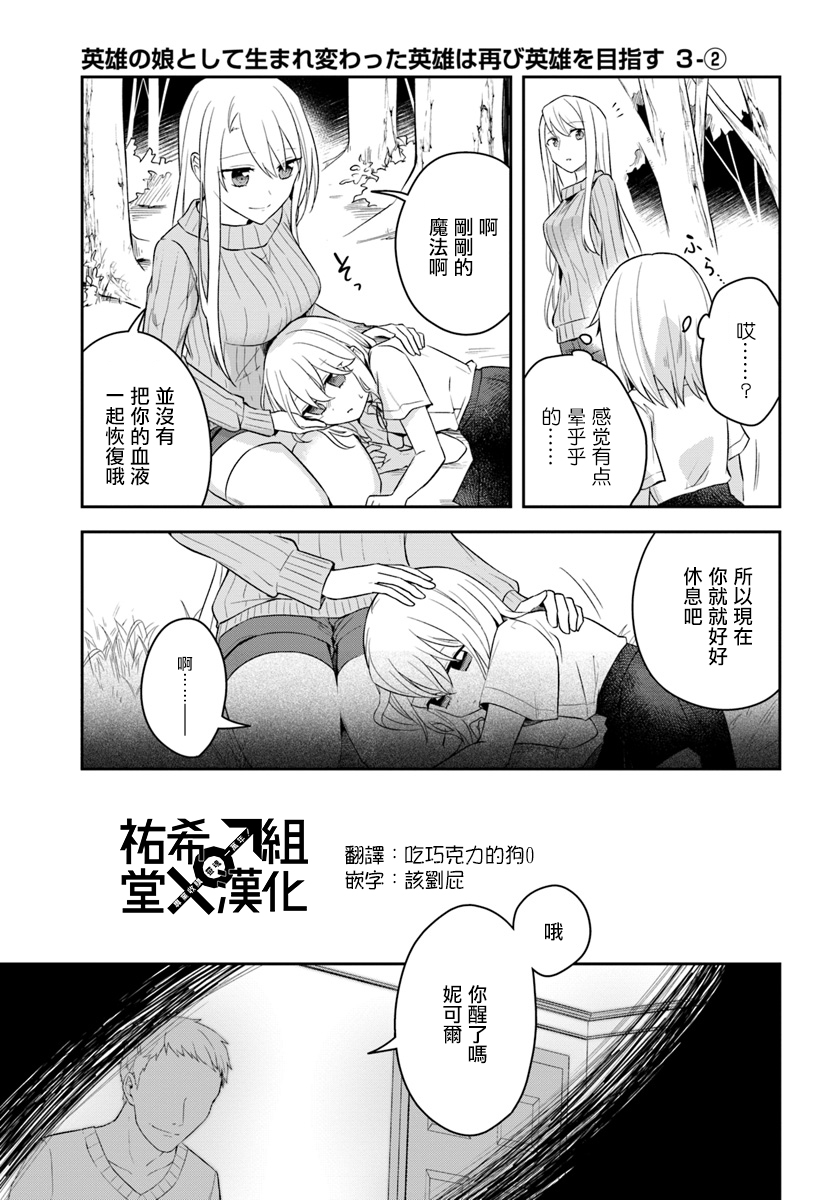 英雄の娘として生まれ変わった英雄は再び英雄を目指す 3-②
ふら…
哎……?
感觉有点
晕乎乎
的……
啊
剛剛的
魔法啊
そっ
並沒有
把你的血液
一起恢復哦
所以現在
你就就好好
休息吧
啊……——
祐希組
堂漢化
翻譯：吃巧克力的狗0
嵌字：該劉屁
哦
你醒了嗎
妮可爾